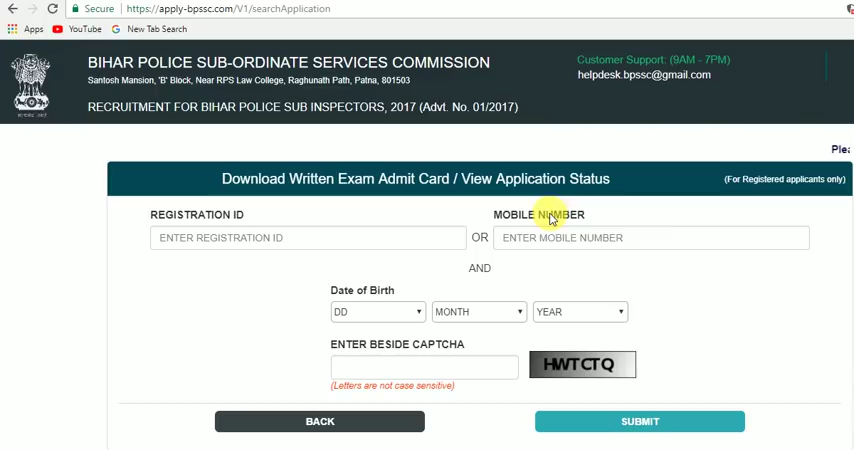 Secure https://apply-bpssc.com/V1/searchApplication
Apps YouTube New Tab Search
BIHAR POLICE SUB-ORDINATE SERVICES COMMISSION
Santosh Mansion, 'B' Block, Near RPS Law College, Raghunath Path, Patna, 801503
RECRUITMENT FOR BIHAR POLICE SUB INSPECTORS, 2017 (Advt. No. 01/2017)
Customer Support: (9AM - 7PM)
helpdesk.bpssc@gmail.com
Download Written Exam Admit Card / View Application Status (For Registered applicants only)
REGISTRATION ID MOBILE NUMBER
ENTER REGISTRATION ID OR ENTER MOBILE NUMBER
AND
Date of Birth
DD MONTH YEAR
ENTER BESIDE CAPTCHA
HWTCTQ
(Letters are not case sensitive)
BACK SUBMIT